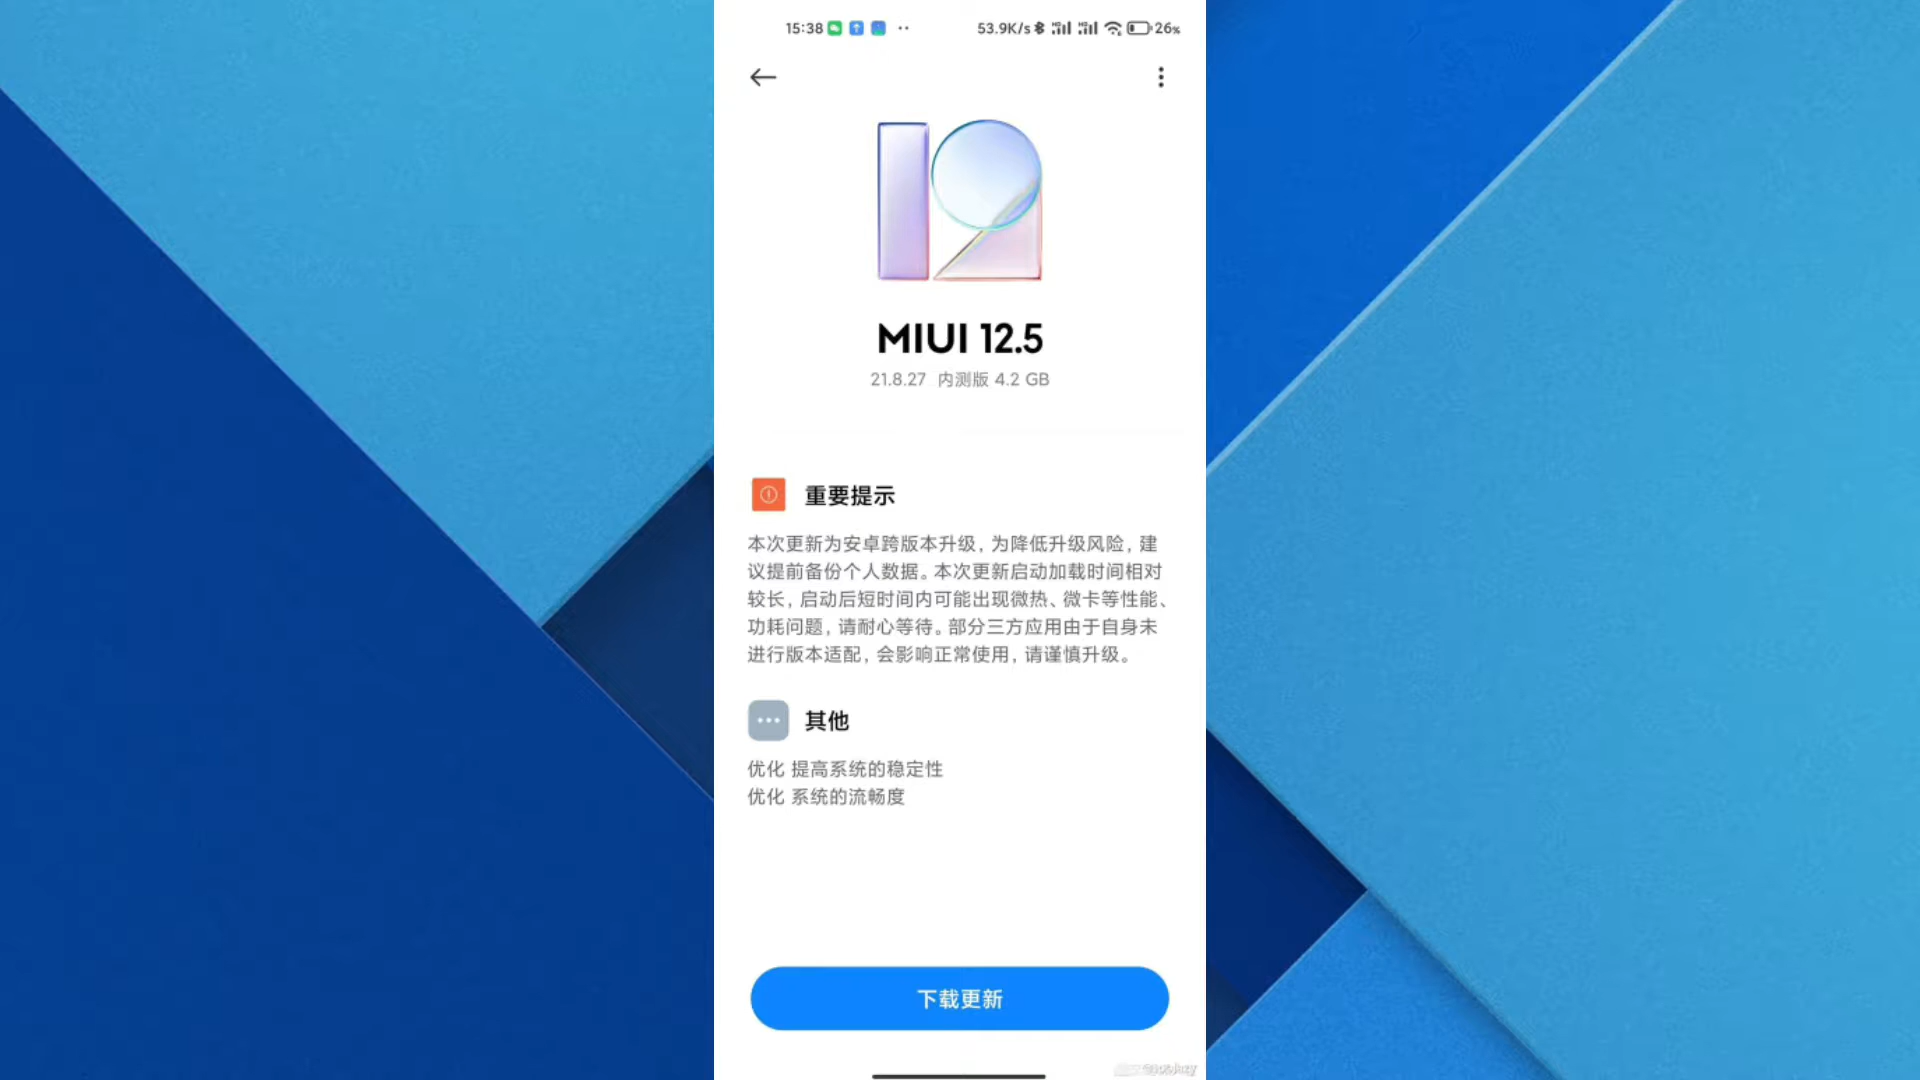 15:38 53.9K/s 26%
MIUI 12.5
21.8.27 内测版 4.2 GB
重要提示
本次更新为安卓跨版本升级，为降低升级风险，建
议提前备份个人数据。本次更新启动加载时间相对
较长，启动后短时间内可能出现微热、微卡等性能、
功耗问题，请耐心等待。部分三方应用由于自身未
进行版本适配，会影响正常使用，请谨慎升级。
其他
优化 提高系统的稳定性
优化 系统的流畅度
下载更新